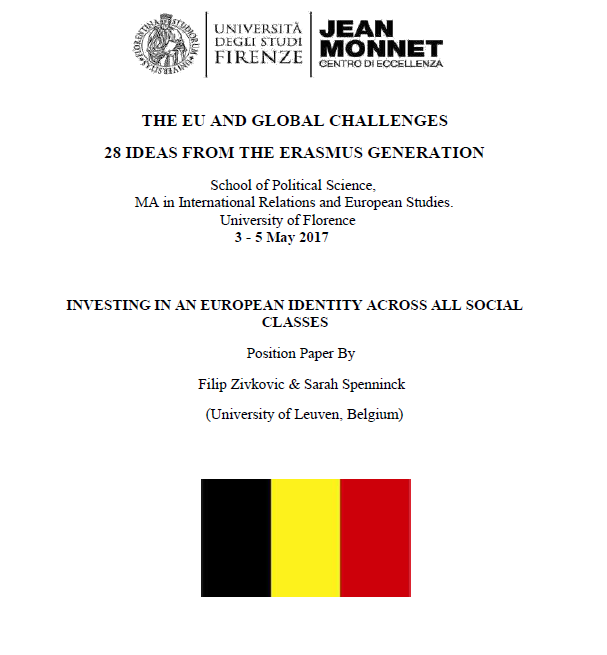 UNIVERSITÀ
DEGLI STUDI
FIRENZE
JEAN
MONNET
CENTRO DI ECCELLENZA
THE EU AND GLOBAL CHALLENGES
28 IDEAS FROM THE ERASMUS GENERATION
School of Political Science,
MA in International Relations and European Studies.
University of Florence
3 - 5 May 2017
INVESTING IN AN EUROPEAN IDENTITY ACROSS ALL SOCIAL
CLASSES
Position Paper By
Filip Zivkovic & Sarah Spenninck
(University of Leuven, Belgium)